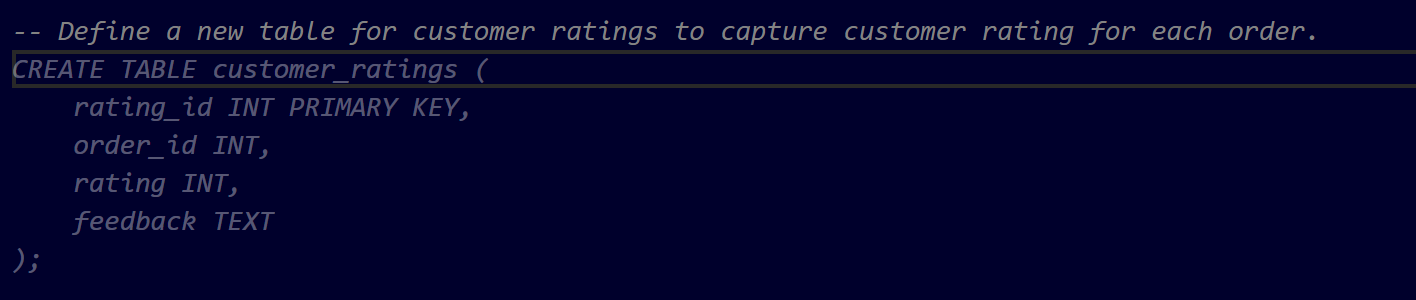 -- Define a new table for customer ratings to capture customer rating for each order.
CREATE TABLE customer_ratings (
    rating_id INT PRIMARY KEY,
    order_id INT,
    rating INT,
    feedback TEXT
);